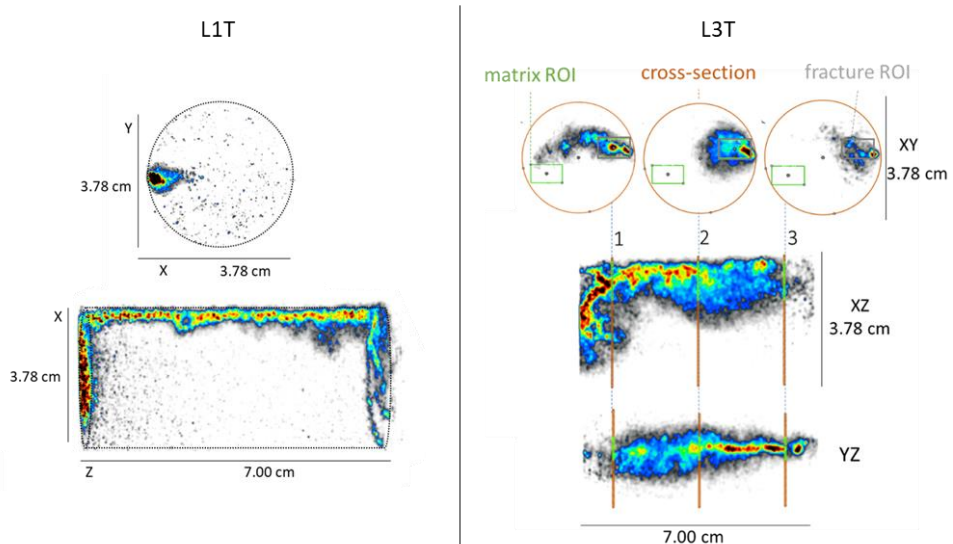 L1T
Y
3.78 cm
X
3.78 cm
X
3.78 cm
Z
7.00 cm
L3T
matrix ROI
cross-section
fracture ROI
XY
3.78 cm
1
2
3
XZ
3.78 cm
YZ
7.00 cm